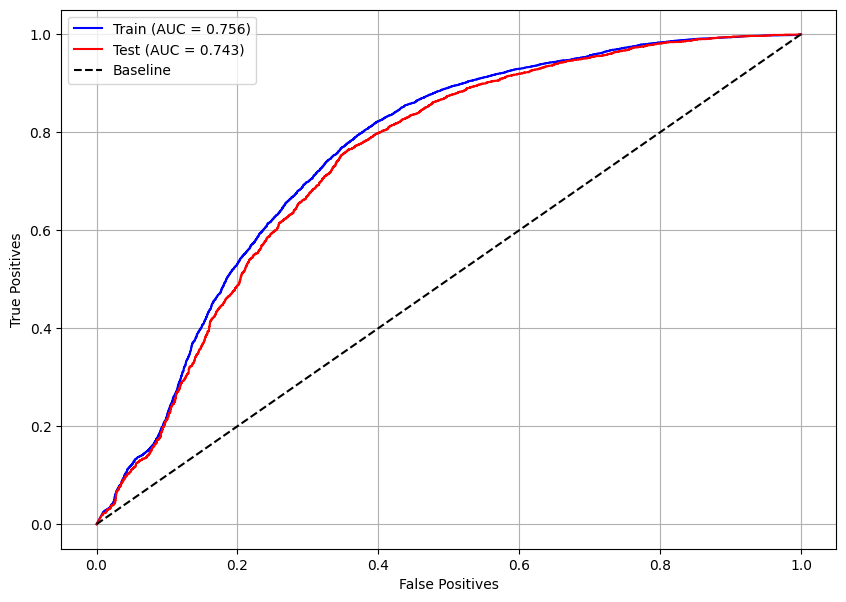 Train (AUC = 0.756)
Test (AUC = 0.743)
Baseline
True Positives
1.0
0.8
0.6
0.4
0.2
0.0
0.0 0.2 0.4 0.6 0.8 1.0
False Positives